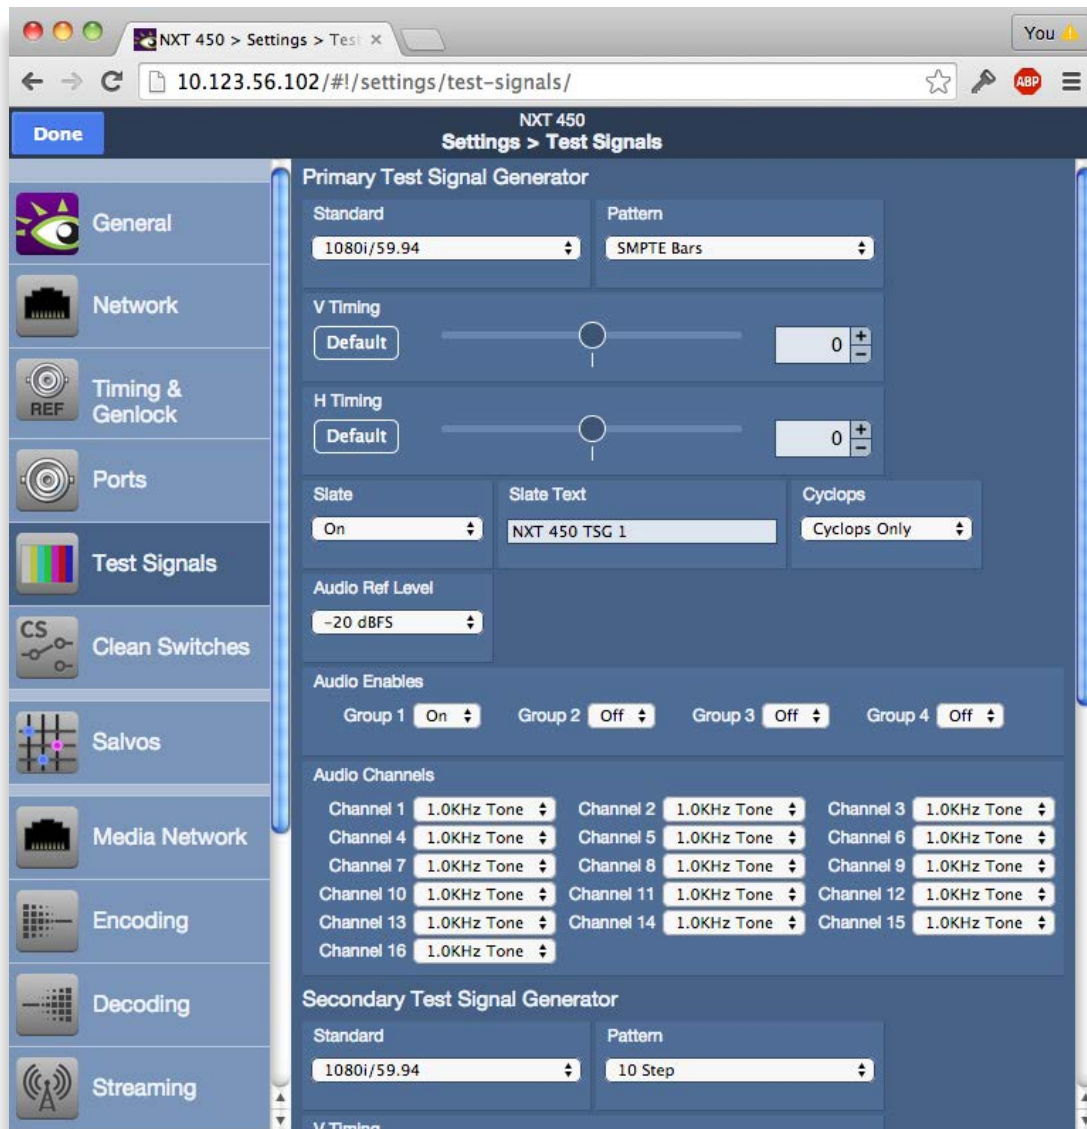 NXT 450 > Settings > Tes
You
10.123.56.102/#!/settings/test-signals/
ABP
Done
NXT 450
Settings > Test Signals
General
Network
REF
Timing &
Genlock
Ports
Test Signals
CS
Clean Switches
Salvos
Media Network
Encoding
Decoding
Streaming
Primary Test Signal Generator
Standard
Pattern
1080i/59.94
SMPTE Bars
V Timing
Default
0
+
-
H Timing
Default
0
+
-
Slate
Slate Text
Cyclops
On
NXT 450 TSG 1
Cyclops Only
Audio Ref Level
-20 dBFS
Audio Enables
Group 1 On Group 2 Off Group 3 Off Group 4 Off
Audio Channels
Channel 1 1.0KHz Tone Channel 2 1.0KHz Tone Channel 3 1.0KHz Tone
Channel 4 1.0KHz Tone Channel 5 1.0KHz Tone Channel 6 1.0KHz Tone
Channel 7 1.0KHz Tone Channel 8 1.0KHz Tone Channel 9 1.0KHz Tone
Channel 10 1.0KHz Tone Channel 11 1.0KHz Tone Channel 12 1.0KHz Tone
Channel 13 1.0KHz Tone Channel 14 1.0KHz Tone Channel 15 1.0KHz Tone
Channel 16 1.0KHz Tone
Secondary Test Signal Generator
Standard
Pattern
1080i/59.94
10 Step
V Timing